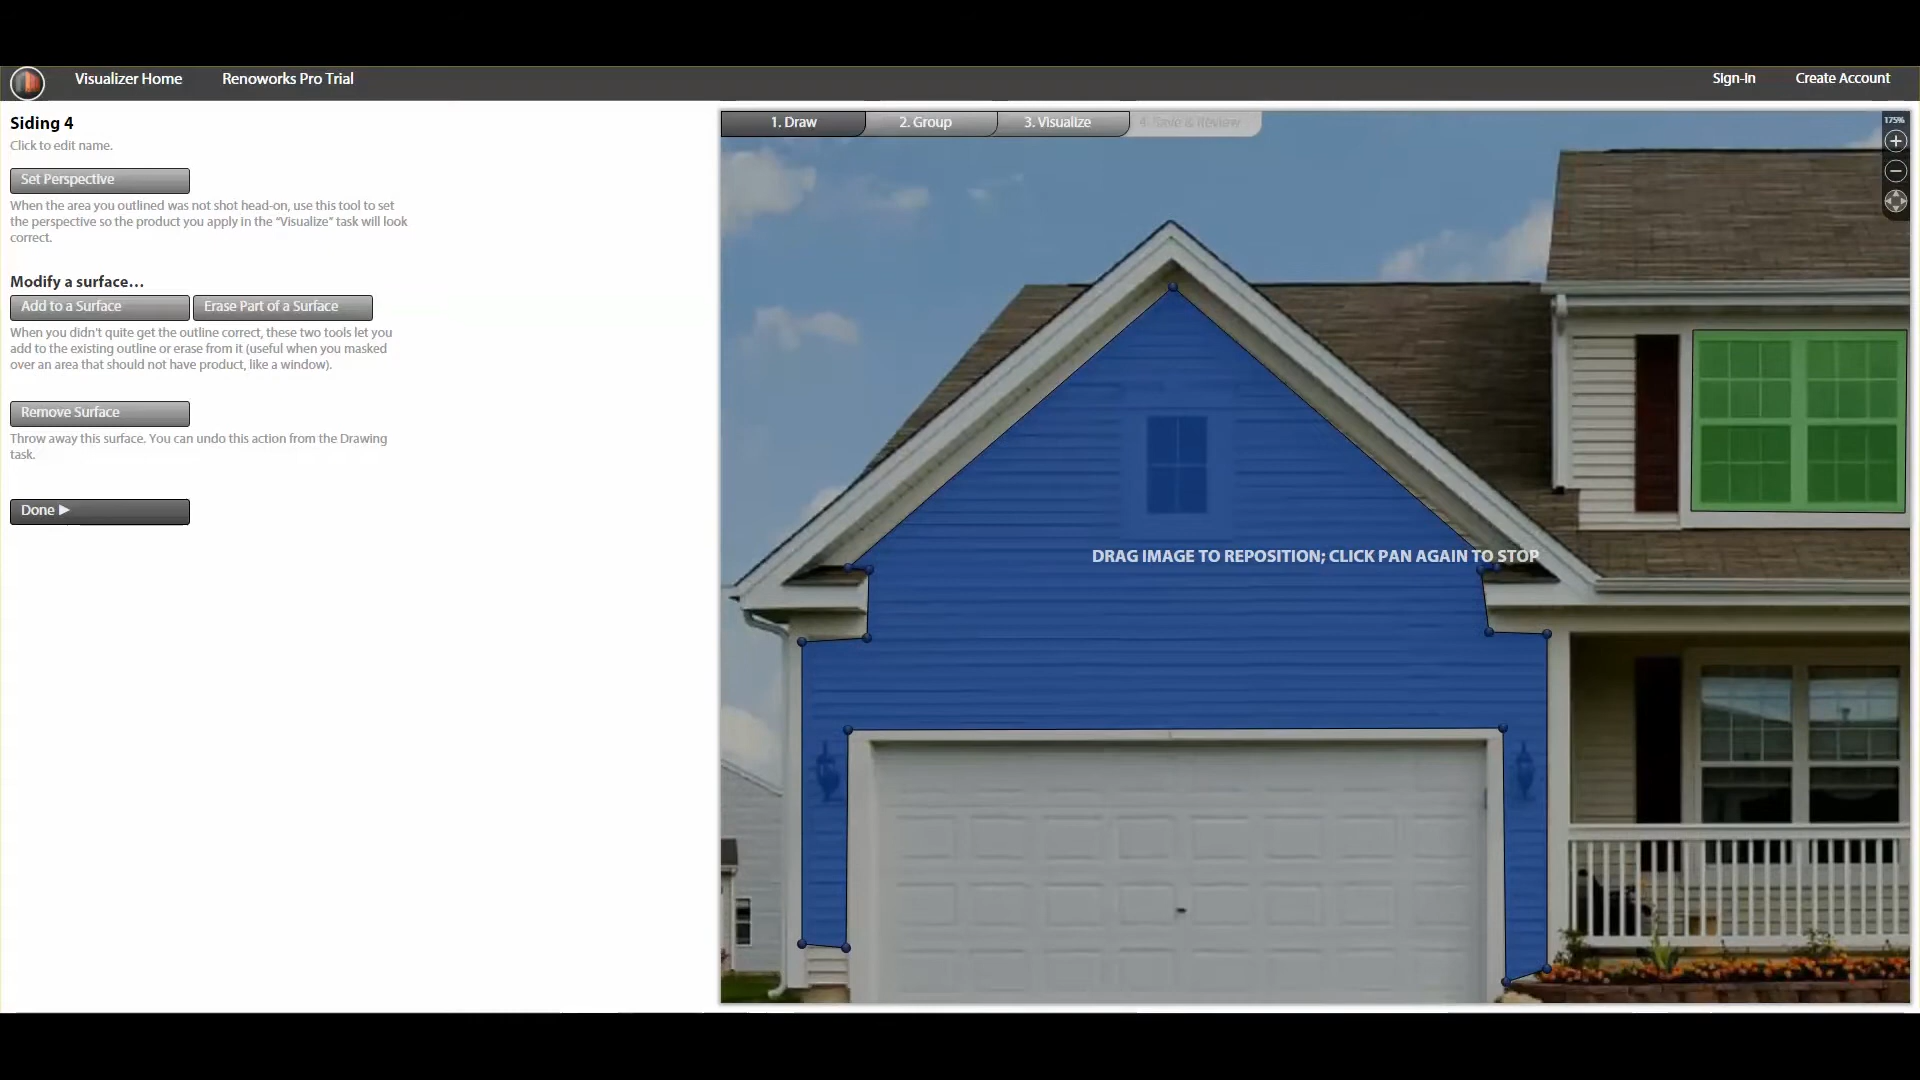 Visualizer Home
Renoworks Pro Trial
Sign-In
Create Account
Siding 4
Click to edit name.
Set Perspective
When the area you outlined was not shot head-on, use this tool to set
the perspective so the product you apply in the “Visualize” task will look
correct.
Modify a surface…
Add to a Surface
Erase Part of a Surface
When you didn't quite get the outline correct, these two tools let you
add to the existing outline or erase from it (useful when you masked
over an area that should not have product, like a window).
Remove Surface
Throw away this surface. You can undo this action from the Drawing
task.
Done
1. Draw
2. Group
3. Visualize
4. Save & Review
175%
DRAG IMAGE TO REPOSITION; CLICK PAN AGAIN TO STOP